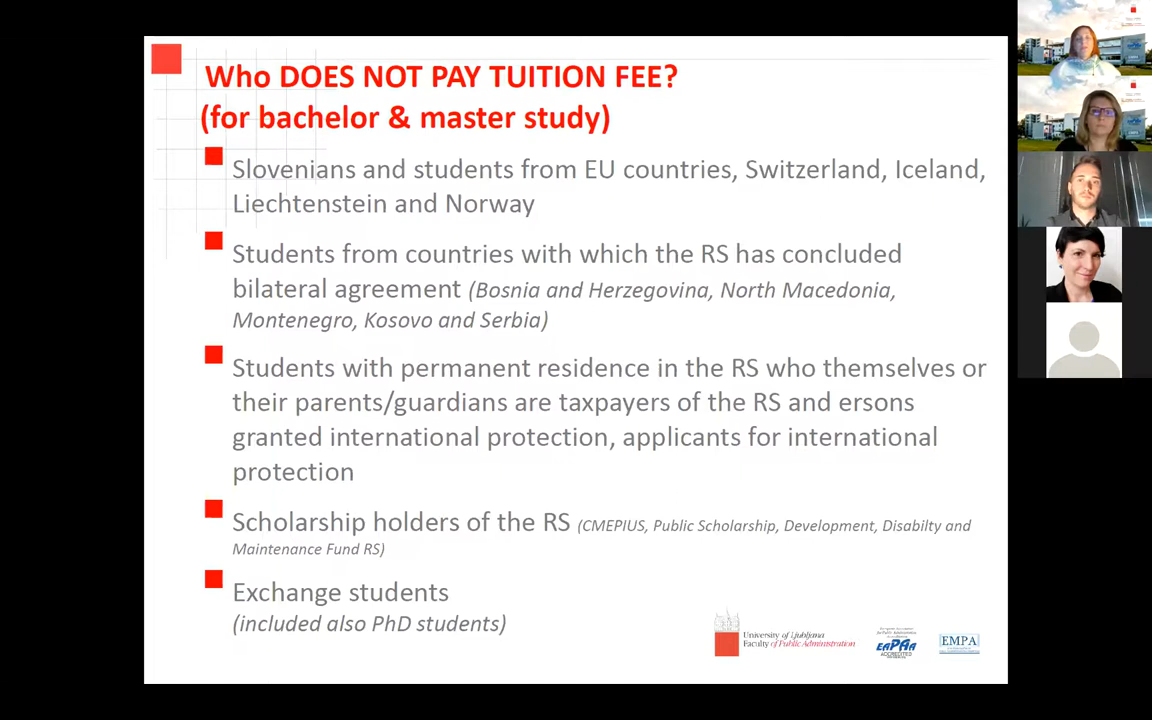 Who DOES NOT PAY TUITION FEE?
(for bachelor & master study)
Slovenians and students from EU countries, Switzerland, Iceland,
Liechtenstein and Norway
Students from countries with which the RS has concluded
bilateral agreement (Bosnia and Herzegovina, North Macedonia,
Montenegro, Kosovo and Serbia)
Students with permanent residence in the RS who themselves or
their parents/guardians are taxpayers of the RS and ersons
granted international protection, applicants for international
protection
Scholarship holders of the RS (CMEPIUS, Public Scholarship, Development, Disabilty and
Maintenance Fund RS)
Exchange students
(included also PhD students)
University of Ljubljana
Faculty of Public Administration
EAPAA
ACCREDITED
EMPA